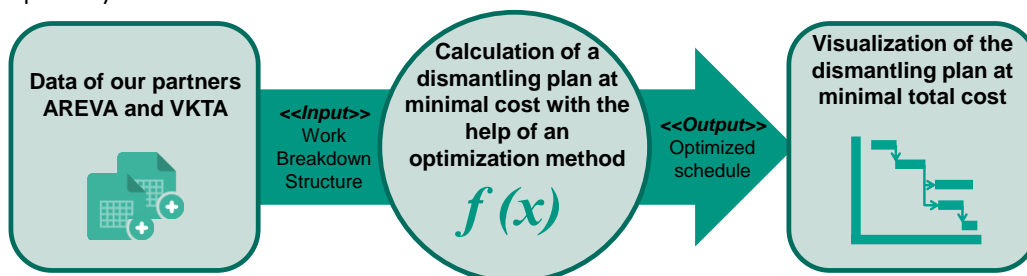 Data of our partners
AREVA and VKTA
<<Input>>
Work
Breakdown
Structure
Calculation of a
dismantling plan at
minimal cost with the
help of an
optimization method
f (x)
<<Output>>
Optimized
schedule
Visualization of the
dismantling plan at
minimal total cost